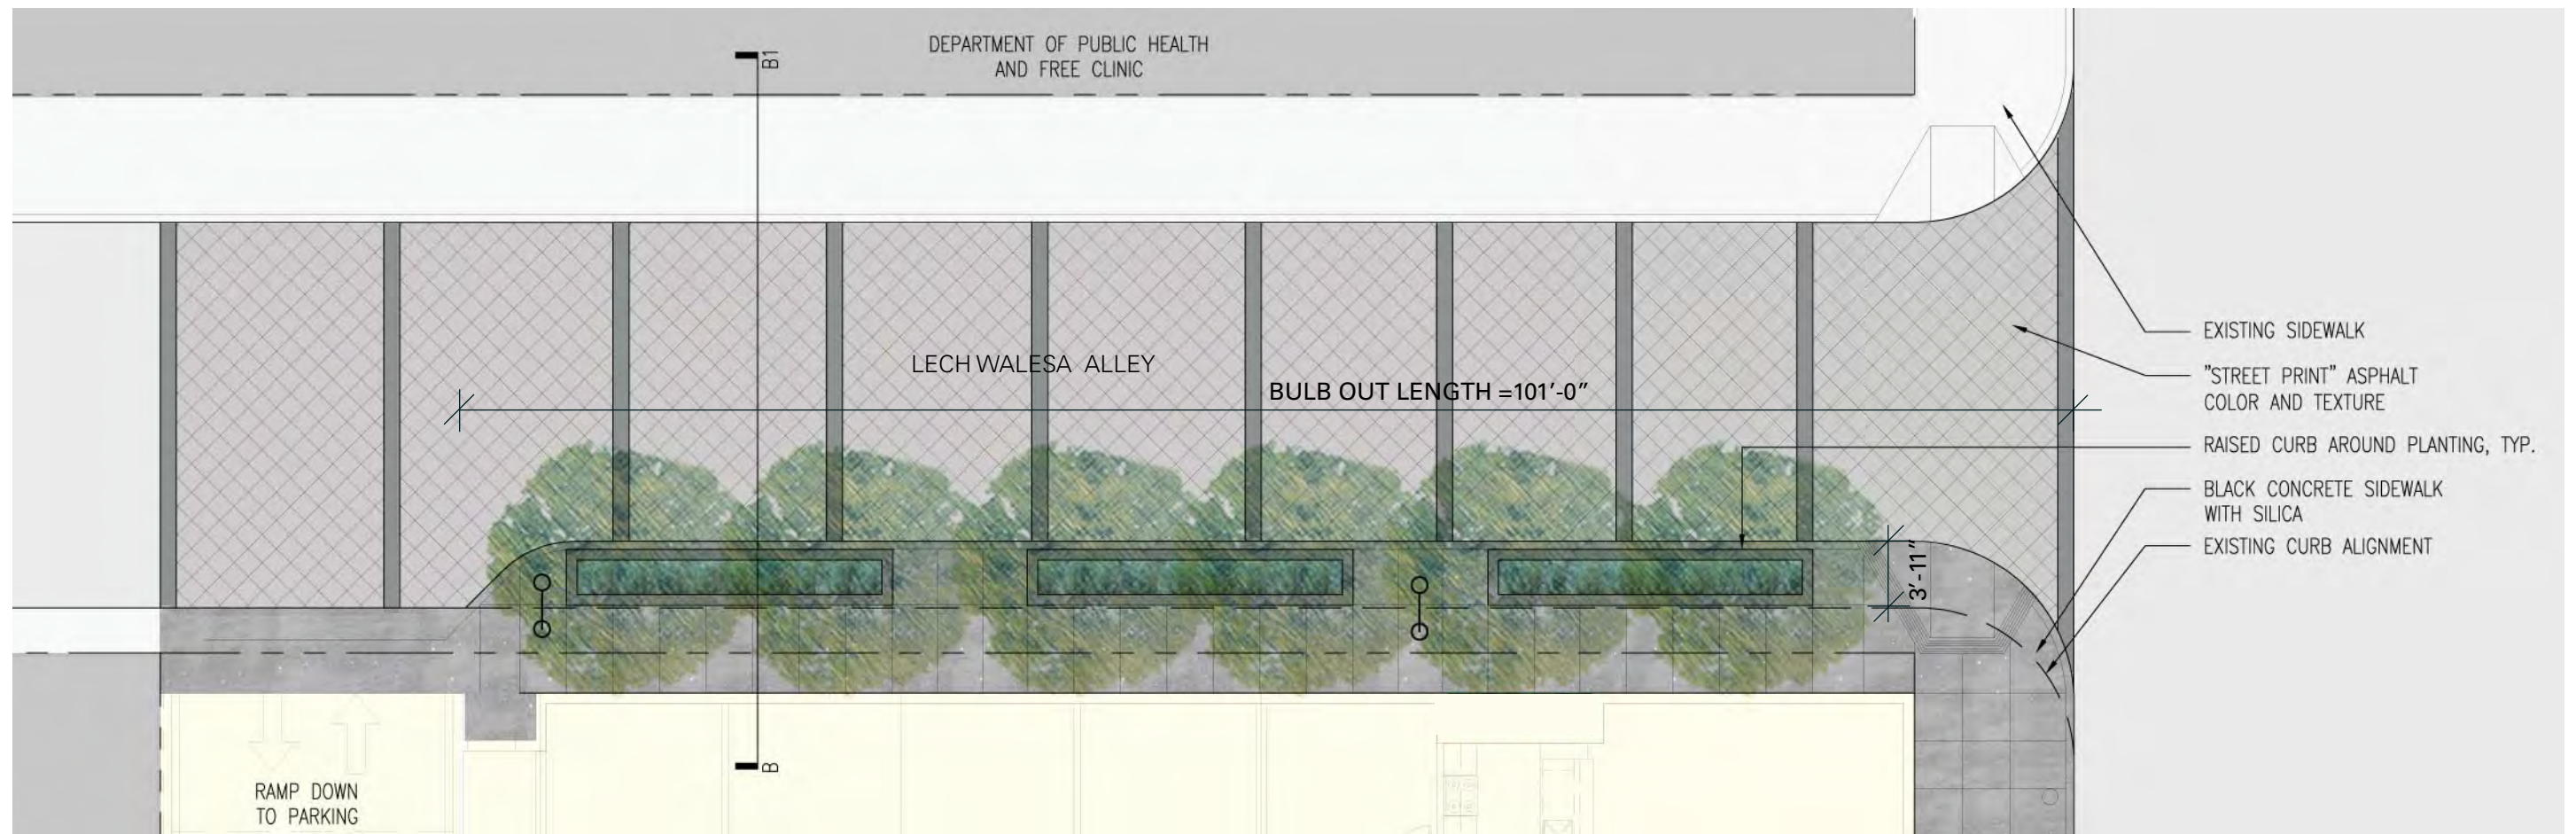 DEPARTMENT OF PUBLIC HEALTH
AND FREE CLINIC
B1
LECH WALESA ALLEY
BULB OUT LENGTH =101'-0"
EXISTING SIDEWALK
"STREET PRINT" ASPHALT
COLOR AND TEXTURE
RAISED CURB AROUND PLANTING, TYP.
BLACK CONCRETE SIDEWALK
WITH SILICA
EXISTING CURB ALIGNMENT
3'-11"
B
RAMP DOWN
TO PARKING